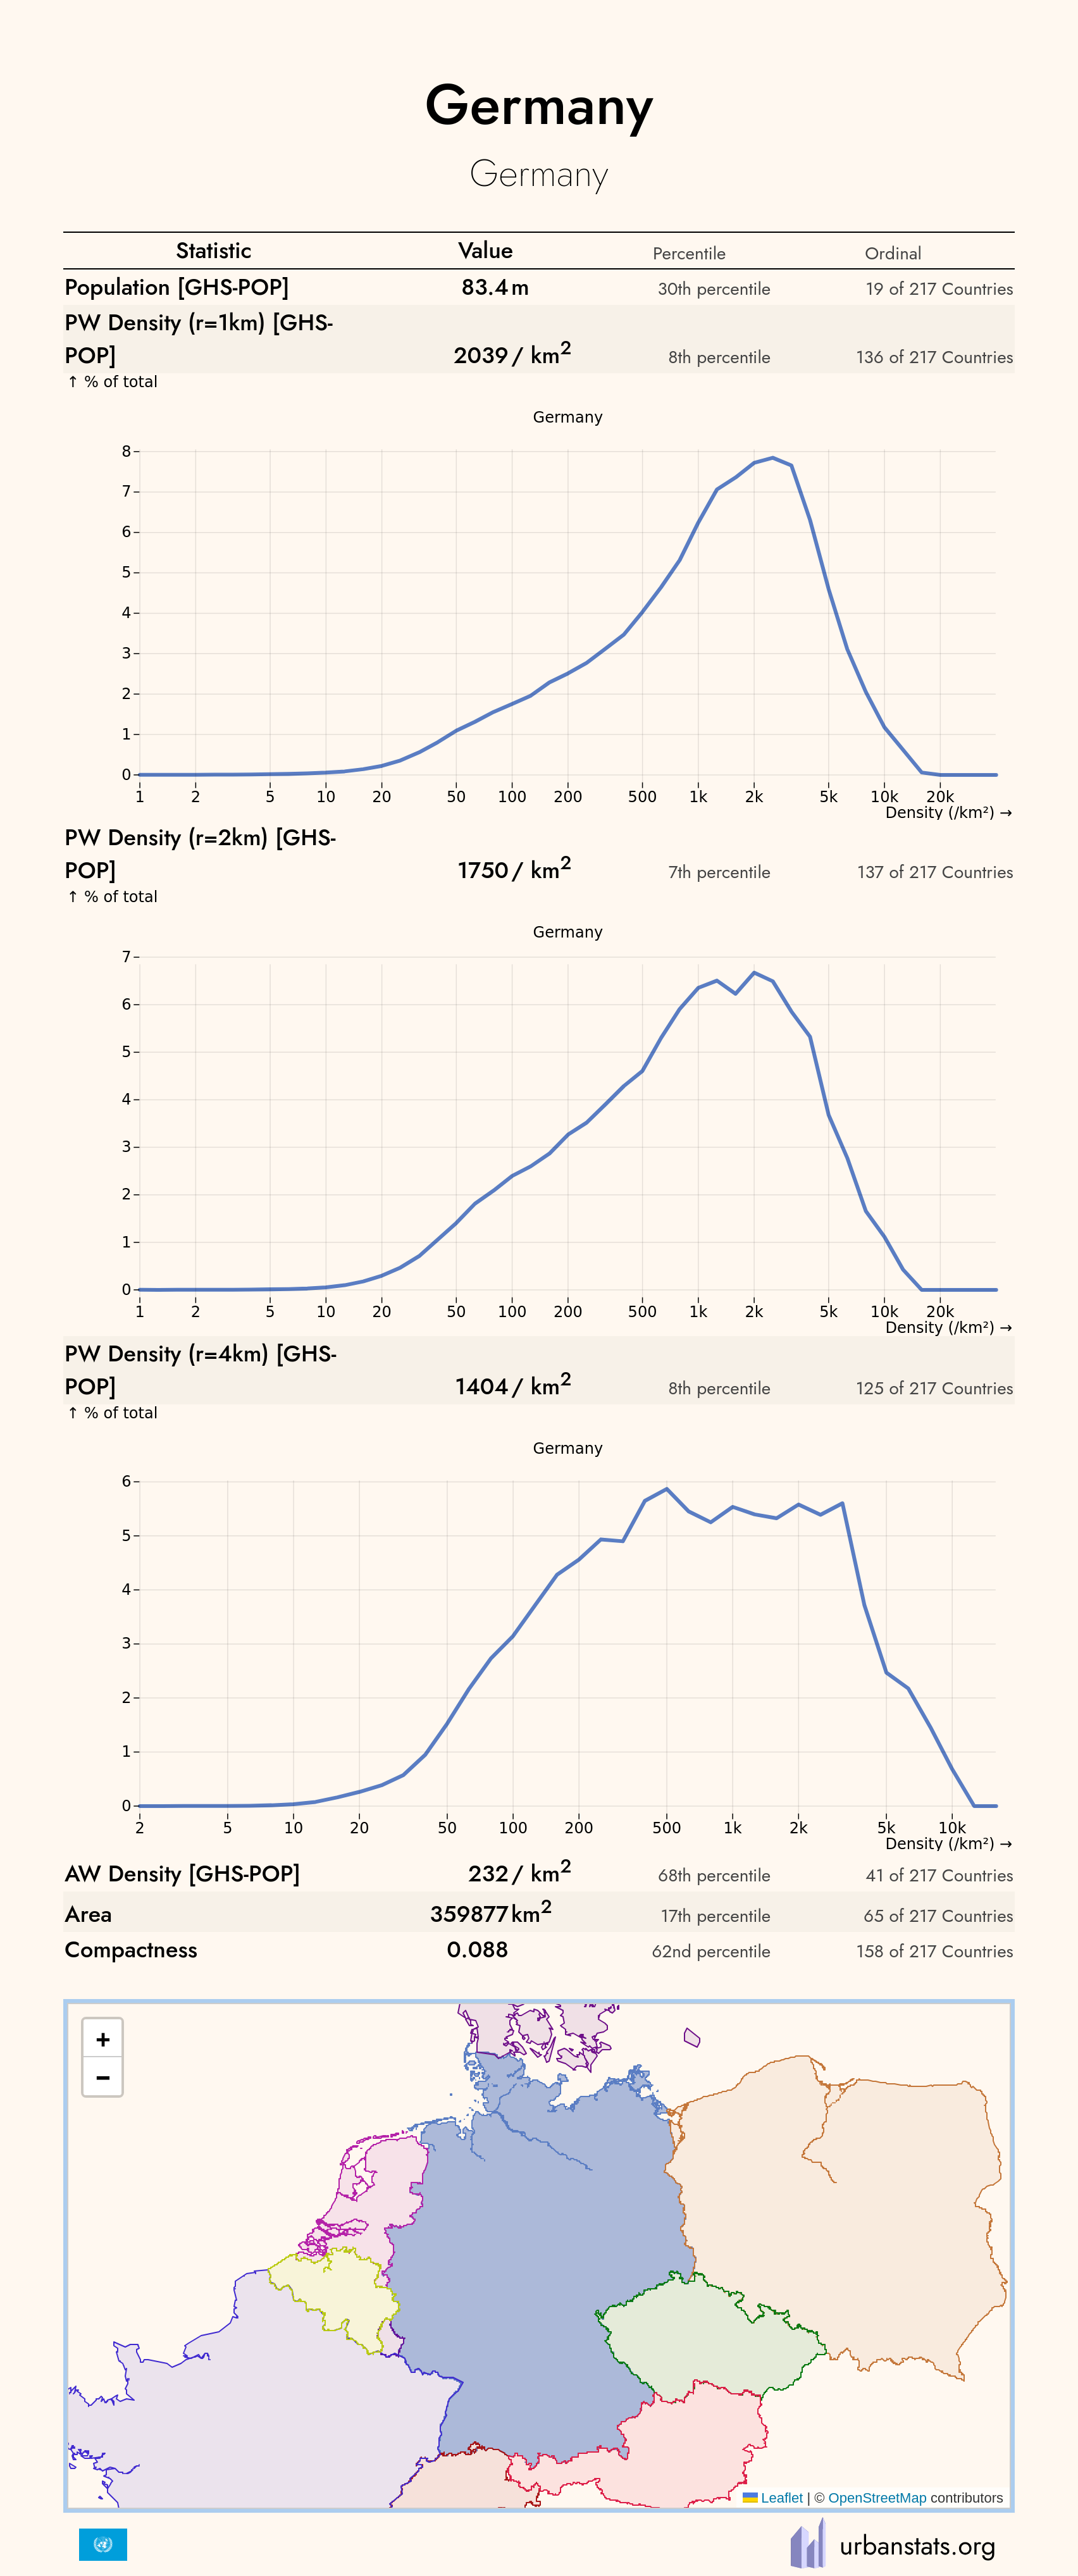 Germany
Germany
Statistic Value Percentile Ordinal
Population [GHS-POP] 83.4 m 30th percentile 19 of 217 Countries
PW Density (r=1km) [GHS-
POP] 2039 / km² 8th percentile 136 of 217 Countries
↑ % of total
Germany
8
7
6
5
4
3
2
1
0
1 2 5 10 20 50 100 200 500 1k 2k 5k 10k 20k
Density (/km²) →
PW Density (r=2km) [GHS-
POP] 1750 / km² 7th percentile 137 of 217 Countries
↑ % of total
Germany
7
6
5
4
3
2
1
0
1 2 5 10 20 50 100 200 500 1k 2k 5k 10k 20k
Density (/km²) →
PW Density (r=4km) [GHS-
POP] 1404 / km² 8th percentile 125 of 217 Countries
↑ % of total
Germany
6
5
4
3
2
1
0
2 5 10 20 50 100 200 500 1k 2k 5k 10k
Density (/km²) →
AW Density [GHS-POP] 232 / km² 68th percentile 41 of 217 Countries
Area 359877 km² 17th percentile 65 of 217 Countries
Compactness 0.088 62nd percentile 158 of 217 Countries
+
−
Leaflet | © OpenStreetMap contributors
urbanstats.org